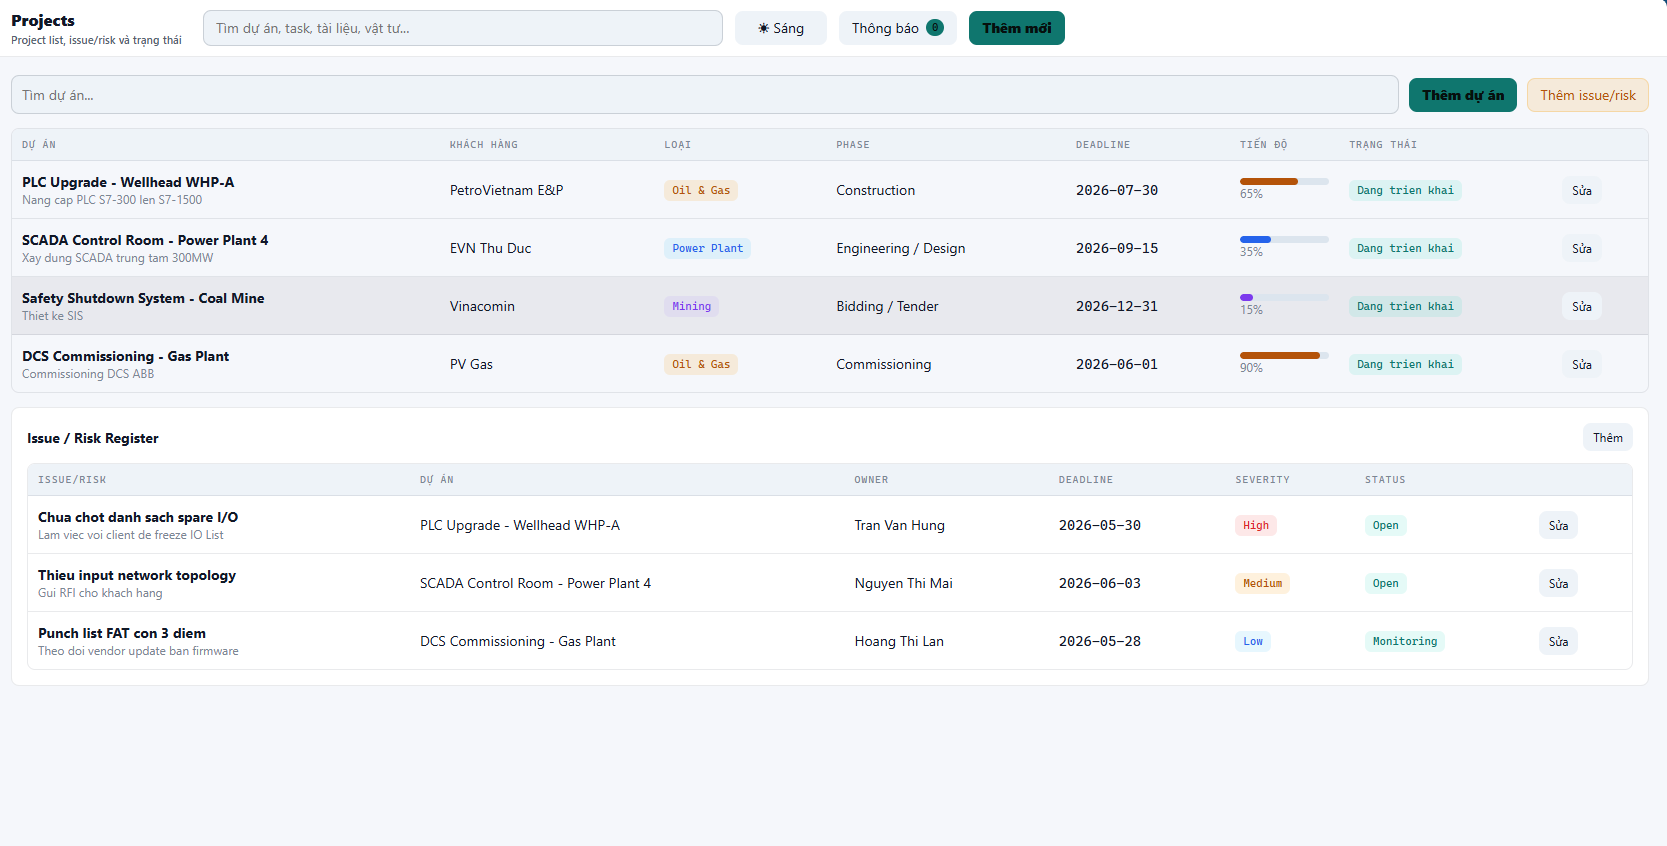 Projects
Project list, issue/risk và trạng thái
Tìm dự án, task, tài liệu, vật tư...
☀ Sáng
Thông báo 0
Thêm mới
Tìm dự án...
Thêm dự án
Thêm issue/risk
DỰ ÁN KHÁCH HÀNG LOẠI PHASE DEADLINE TIẾN ĐỘ TRẠNG THÁI
PLC Upgrade - Wellhead WHP-A
Nang cap PLC S7-300 len S7-1500
PetroVietnam E&P Oil & Gas Construction 2026-07-30 65% Dang trien khai Sửa
SCADA Control Room - Power Plant 4
Xay dung SCADA trung tam 300MW
EVN Thu Duc Power Plant Engineering / Design 2026-09-15 35% Dang trien khai Sửa
Safety Shutdown System - Coal Mine
Thiet ke SIS
Vinacomin Mining Bidding / Tender 2026-12-31 15% Dang trien khai Sửa
DCS Commissioning - Gas Plant
Commissioning DCS ABB
PV Gas Oil & Gas Commissioning 2026-06-01 90% Dang trien khai Sửa
Issue / Risk Register
Thêm
ISSUE/RISK DỰ ÁN OWNER DEADLINE SEVERITY STATUS
Chua chot danh sach spare I/O
Lam viec voi client de freeze IO List
PLC Upgrade - Wellhead WHP-A Tran Van Hung 2026-05-30 High Open Sửa
Thieu input network topology
Gui RFI cho khach hang
SCADA Control Room - Power Plant 4 Nguyen Thi Mai 2026-06-03 Medium Open Sửa
Punch list FAT con 3 diem
Theo doi vendor update ban firmware
DCS Commissioning - Gas Plant Hoang Thi Lan 2026-05-28 Low Monitoring Sửa